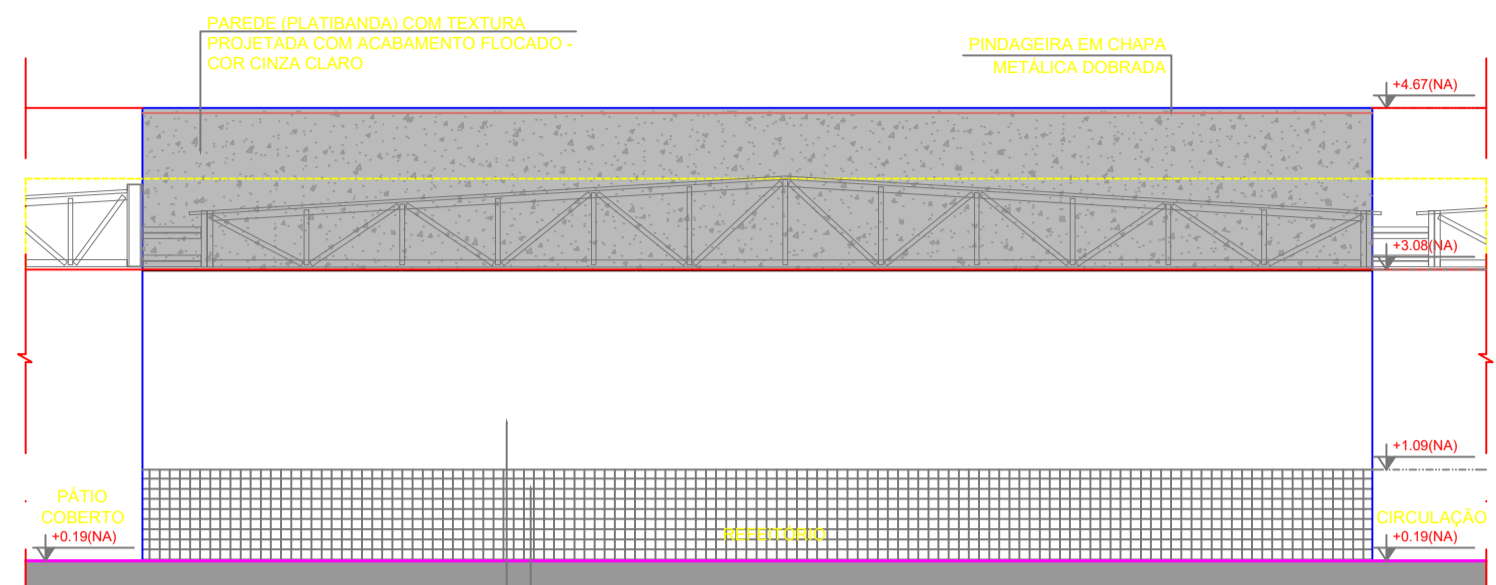 PAREDE (PLATIBANDA) COM TEXTURA
PROJETADA COM ACABAMENTO FLOCADO -
COR CINZA CLARO
PINDAGEIRA EM CHAPA
METÁLICA DOBRADA
+4.67(NA)
+3.08(NA)
+1.09(NA)
PÁTIO
COBERTO
+0.19(NA)
REFEITÓRIO
CIRCULAÇÃO
+0.19(NA)